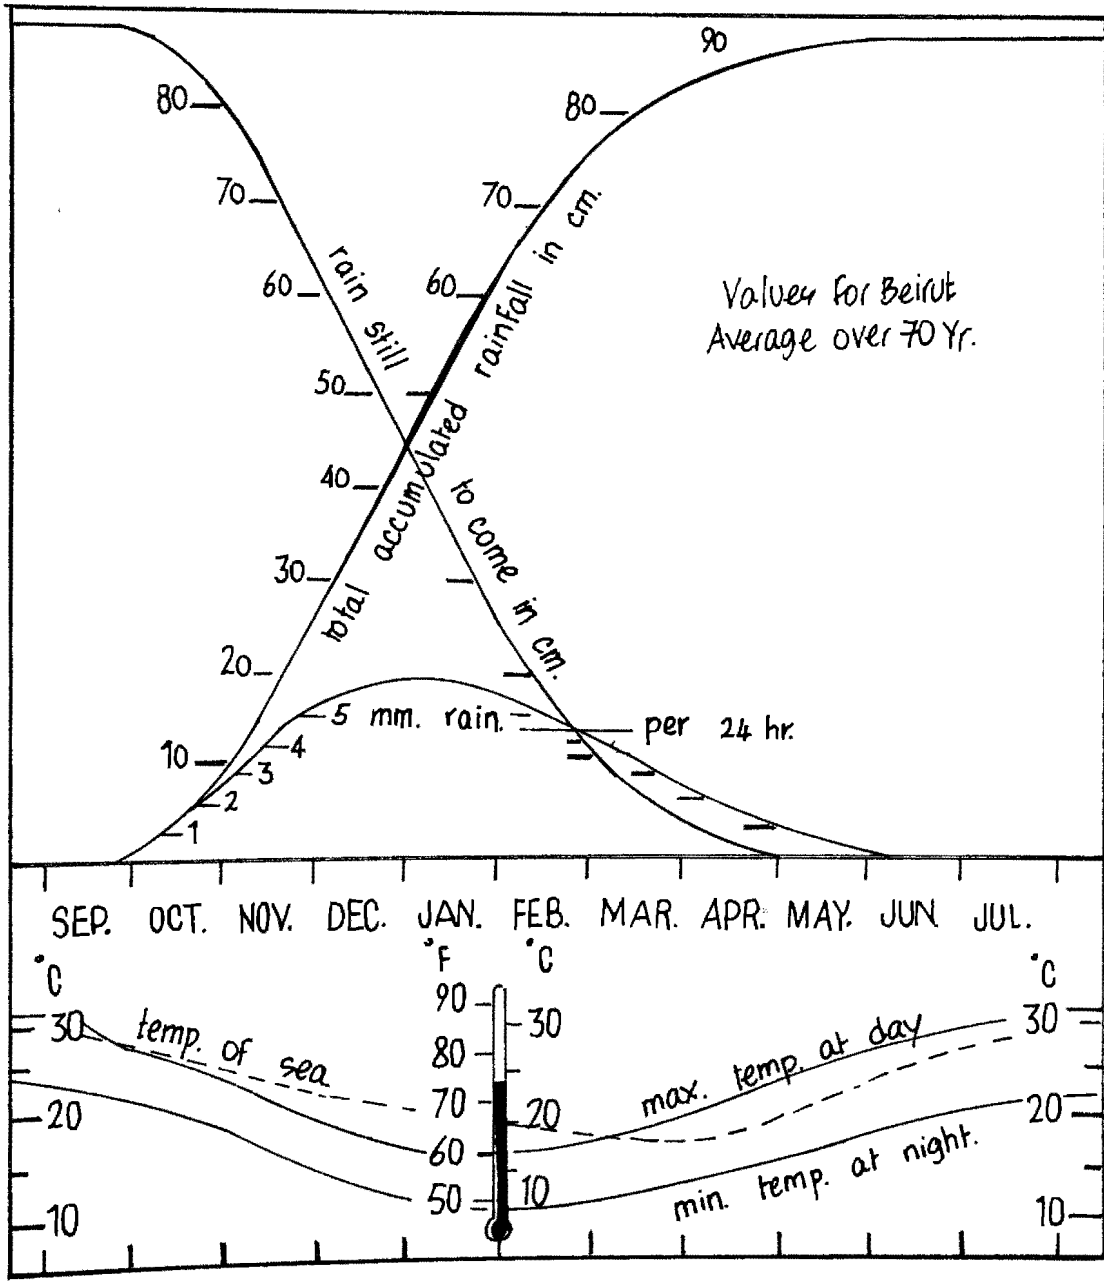 90
80
80
70
70
rain still
to come in cm.
total accumulated rainfall in cm.
60
60
Values for Beirut
Average over 70 Yr.
50
40
30
20
5 mm. rain. per 24 hr.
10
4
3
2
1
SEP. OCT. NOV. DEC. JAN. FEB. MAR. APR. MAY. JUN. JUL.
°C °F °C °C
90
30 30 30
temp. of sea
80
max. temp. at day
70
20 20 20
60
min. temp. at night.
50
10 10 10